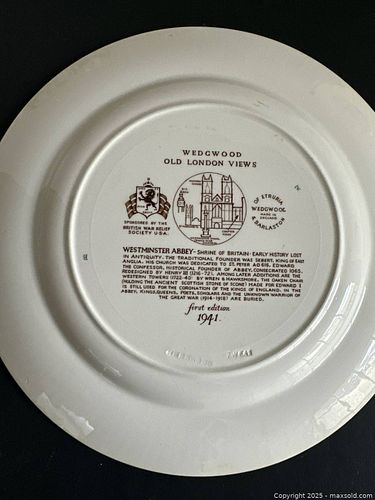 WEDGWOOD
OLD LONDON VIEWS
SPONSORED BY THE
BRITISH WAR RELIEF
SOCIETY U·S·A·
OF ETRURIA
WEDGWOOD
MADE IN
ENGLAND
& BARLASTON
WESTMINSTER ABBEY - SHRINE OF BRITAIN · EARLY HISTORY LOST
IN ANTIQUITY. THE TRADITIONAL FOUNDER WAS SEBERT, KING OF EAST
ANGLIA. HIS CHURCH WAS DEDICATED TO ST. PETER AD 616. EDWARD
THE CONFESSOR, HISTORICAL FOUNDER OF ABBEY, CONSECRATED 1065.
REDESIGNED BY HENRY III 1216-72. AMONG LATER ADDITIONS ARE THE
WESTERN TOWERS (1722-40) BY WREN & HAWKSMORE. THE OAKEN CHAIR
(HOLDING THE ANCIENT SCOTTISH STONE OF SCONE) MADE FOR EDWARD I
IS STILL USED FOR THE CORONATION OF THE KINGS OF ENGLAND. IN THE
ABBEY, KINGS, QUEENS, POETS, SCHOLARS AND THE UNKNOWN WARRIOR OF
THE GREAT WAR (1914-1918) ARE BURIED.
first edition
1941.
Copyright 2025 - maxsold.com